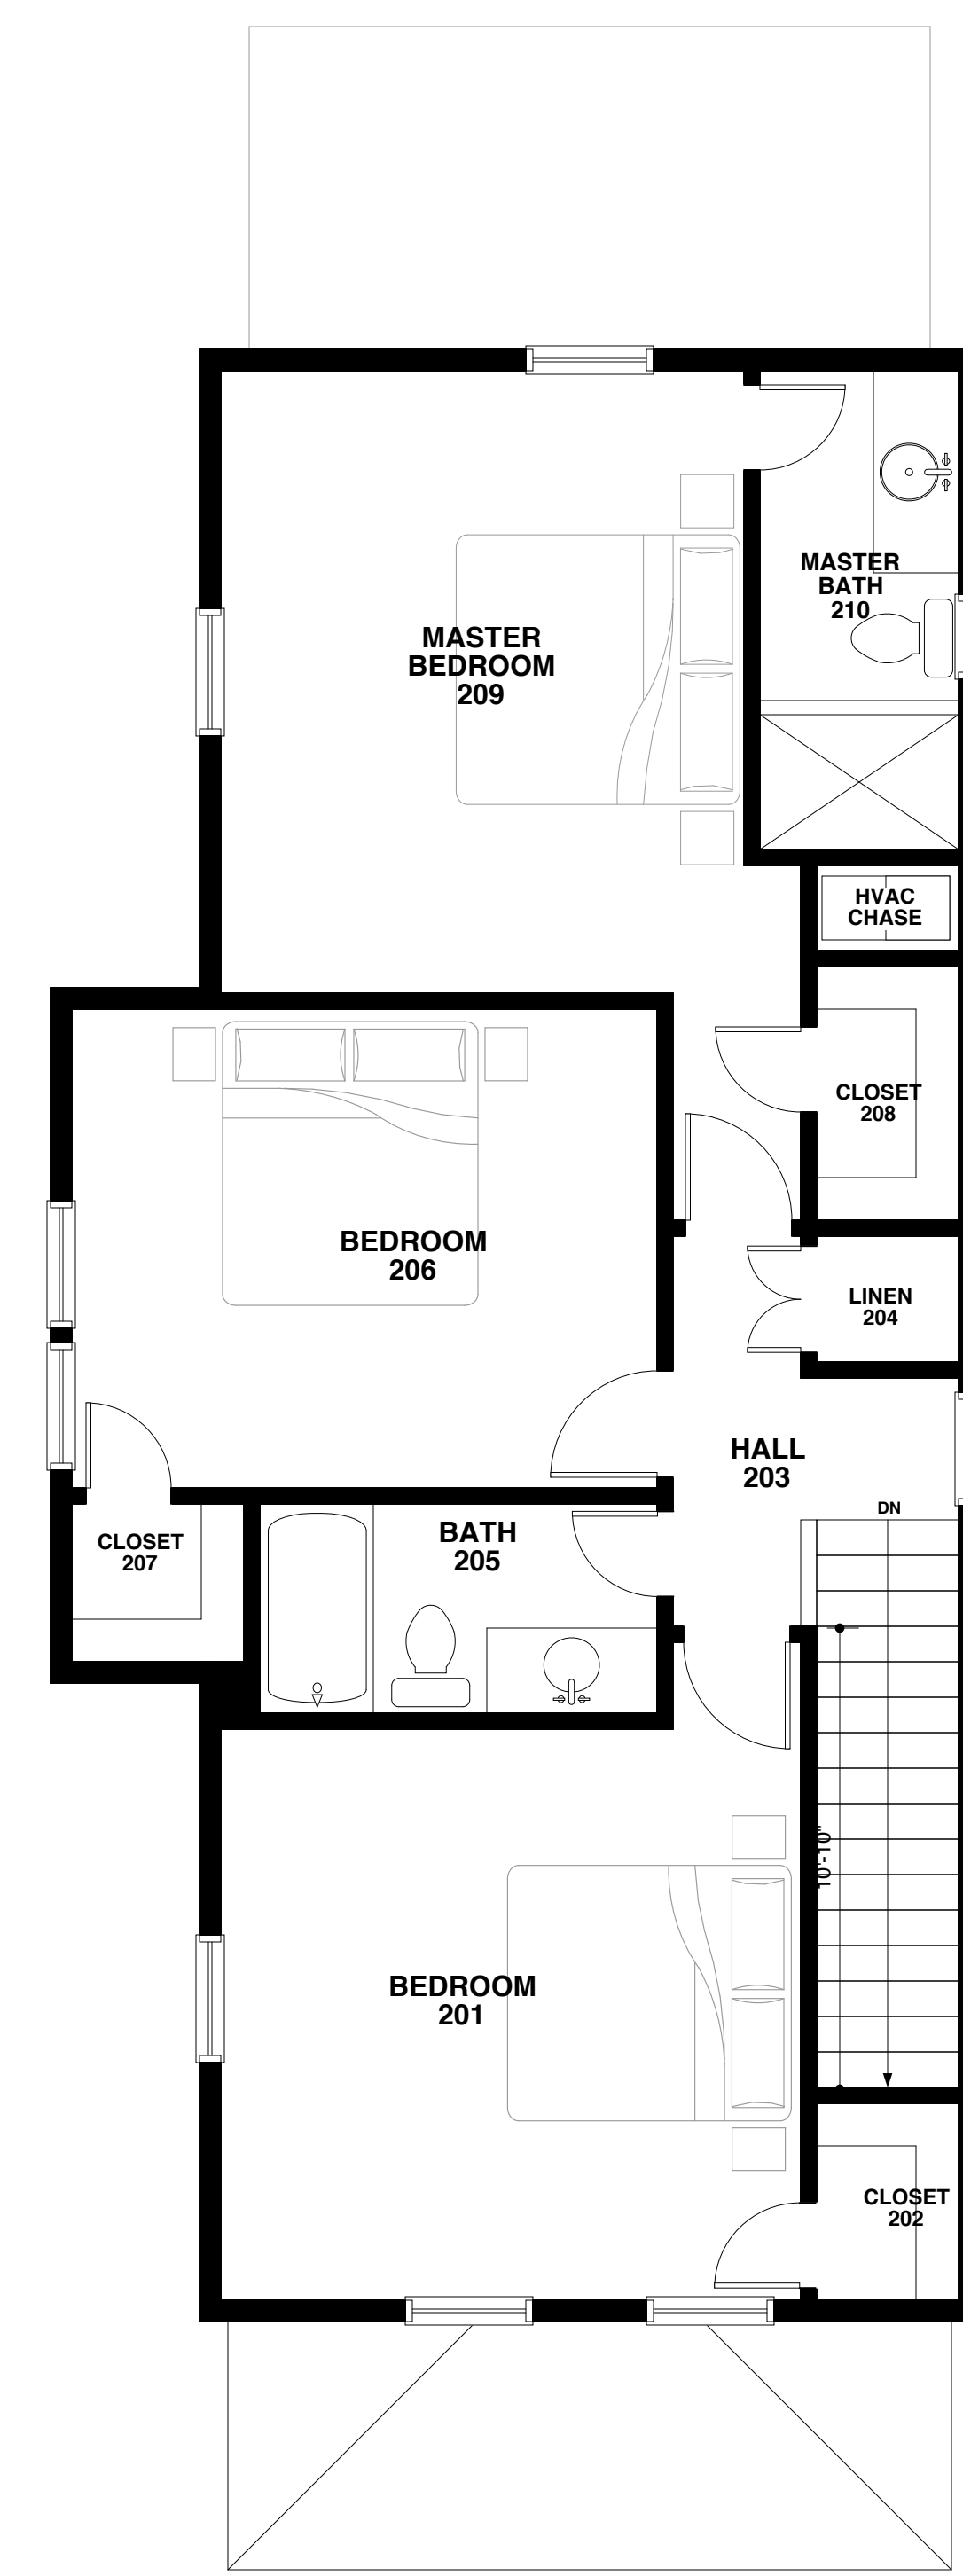 MASTER
BATH
210
MASTER
BEDROOM
209
HVAC
CHASE
CLOSET
208
BEDROOM
206
LINEN
204
HALL
203
DN
CLOSET
207
BATH
205
10'-10"
BEDROOM
201
CLOSET
202